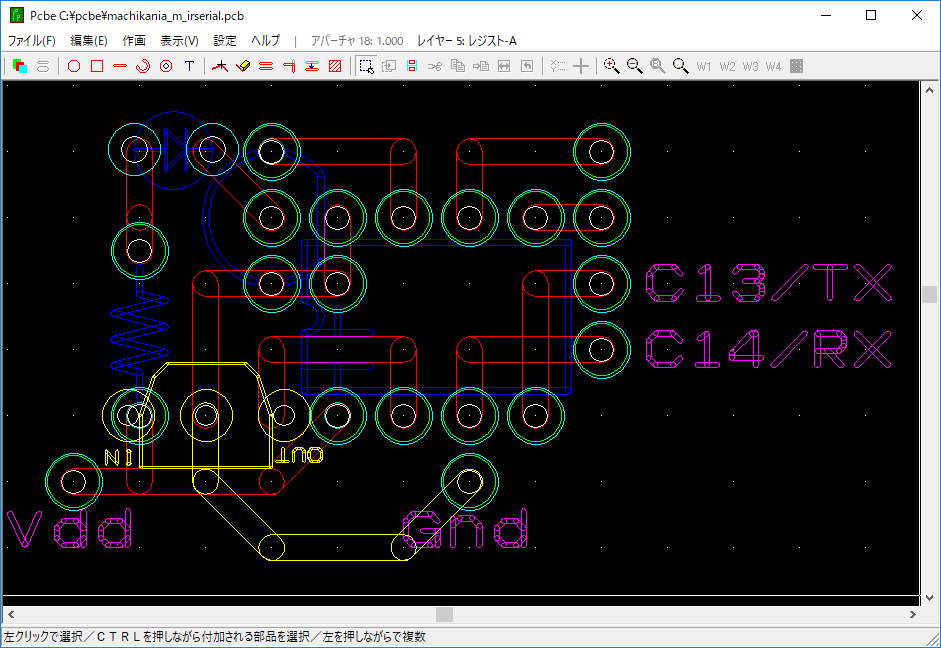 Pcbe C:¥pcbe¥machikania_m_irserial.pcb
ファイル(F) 編集(E) 作画 表示(V) 設定 ヘルプ | アパーチャ 18: 1.000 レイヤー 5: レジスト-A
T W1 W2 W3 W4
C13/TX
C14/RX
IN OUT
Vdd Gnd
左クリックで選択／ＣＴＲＬを押しながら付加される部品を選択／左を押しながらで複数